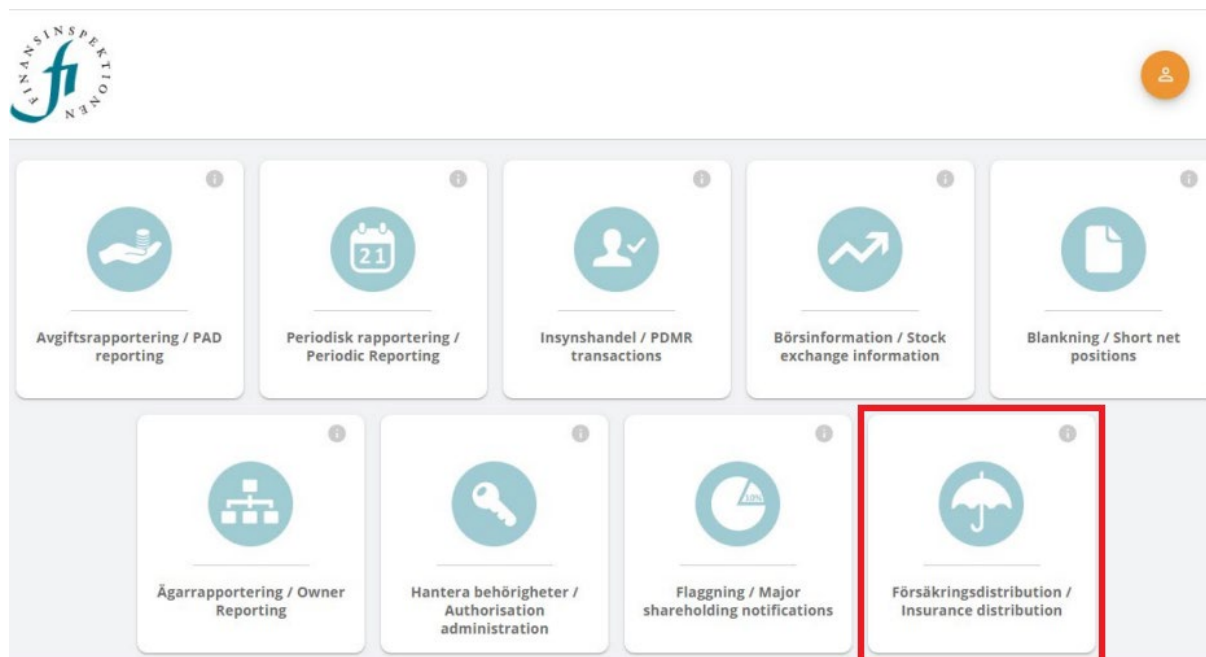 FINANSINSPEKTIONEN
fi
Avgiftsrapportering / PAD
reporting
21
Periodisk rapportering /
Periodic Reporting
Insynshandel / PDMR
transactions
Börsinformation / Stock
exchange information
Blankning / Short net
positions
Ägarrapportering / Owner
Reporting
Hantera behörigheter /
Authorisation
administration
10%
Flaggning / Major
shareholding notifications
Försäkringsdistribution /
Insurance distribution